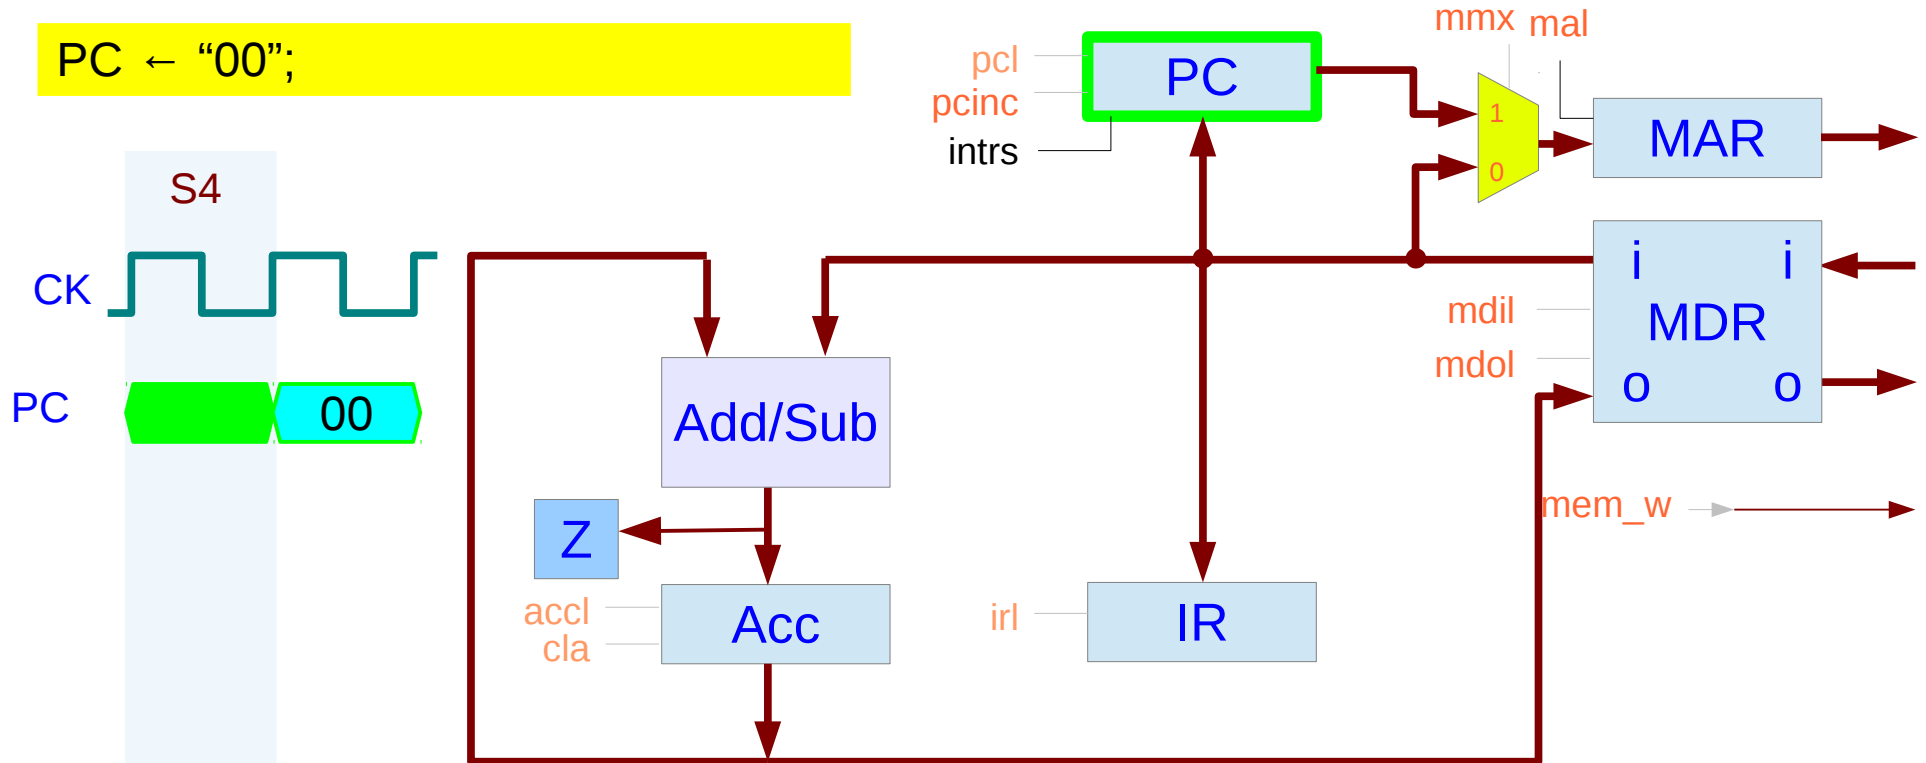 PC ← “00”;
mmx
mal
pcl
pcinc
intrs
PC
1
0
MAR
S4
CK
PC
00
i
i
MDR
o
o
mdil
mdol
Add/Sub
Z
mem_w
accl
cla
Acc
irl
IR